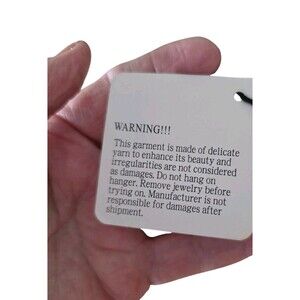 WARNING!!!
This garment is made of delicate
yarn to enhance its beauty and
irregularities are not considered
as damages. Do not hang on
hanger. Remove jewelry before
trying on. Manufacturer is not
responsible for damages after
shipment.